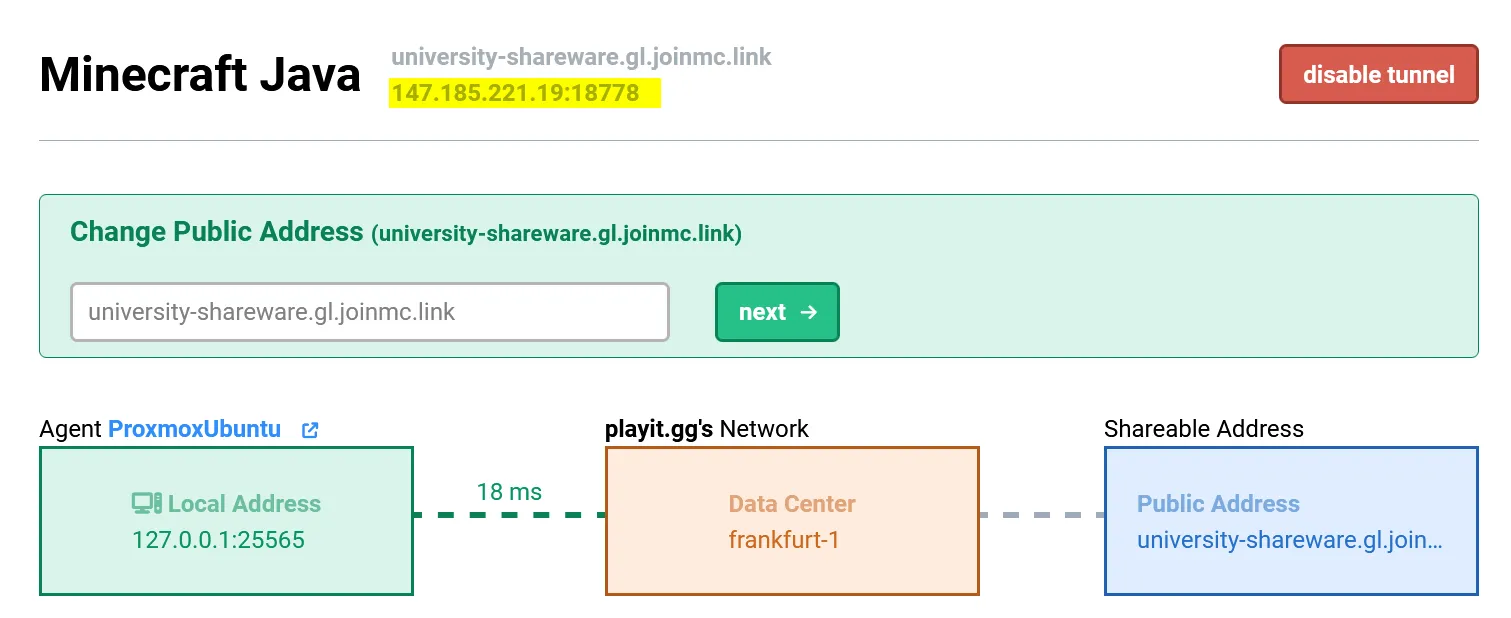 Minecraft Java
university-shareware.gl.joinmc.link
147.185.221.19:18778
disable tunnel
Change Public Address (university-shareware.gl.joinmc.link)
university-shareware.gl.joinmc.link
next →
Agent ProxmoxUbuntu
Local Address
127.0.0.1:25565
18 ms
playit.gg's Network
Data Center
frankfurt-1
Shareable Address
Public Address
university-shareware.gl.join...